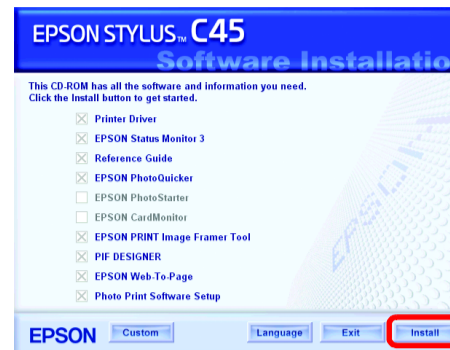 EPSON STYLUS™ C45
Software Installatio
This CD-ROM has all the software and information you need.
Click the Install button to get started.
Printer Driver
EPSON Status Monitor 3
Reference Guide
EPSON PhotoQuicker
EPSON PhotoStarter
EPSON CardMonitor
EPSON PRINT Image Framer Tool
PIF DESIGNER
EPSON Web-To-Page
Photo Print Software Setup
EPSON
EPSON Custom Language Exit Install